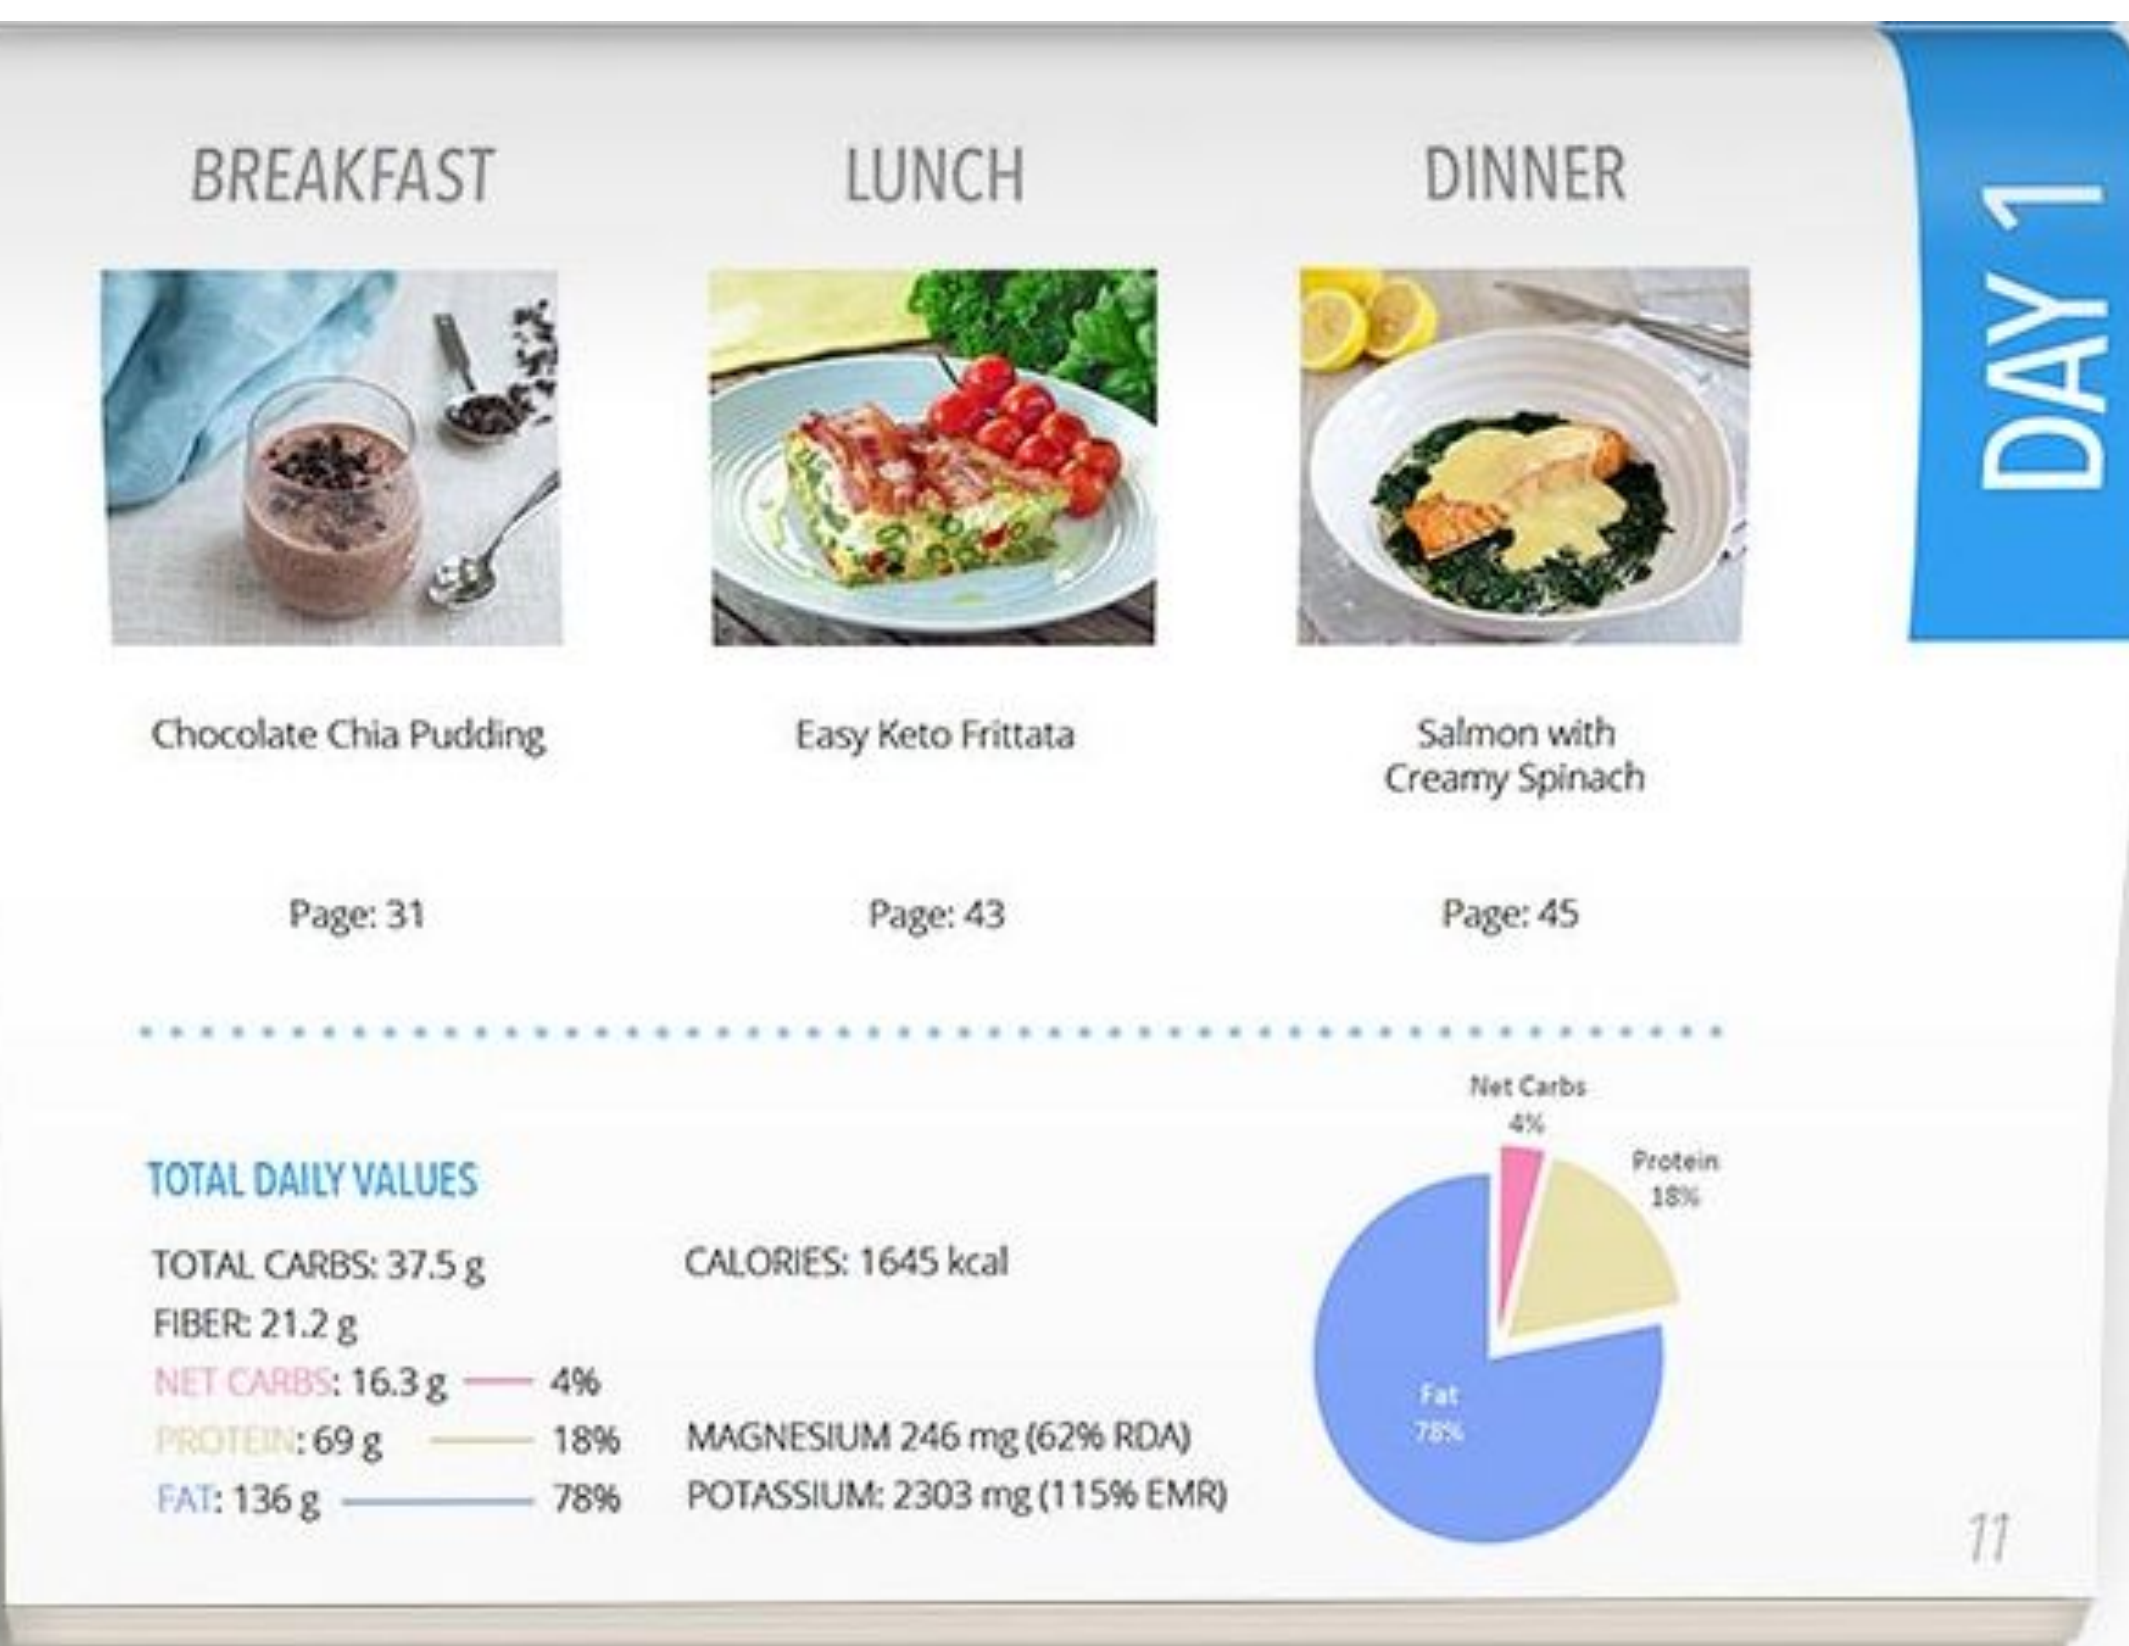 BREAKFAST
LUNCH
DINNER
DAY 1
Chocolate Chia Pudding
Easy Keto Frittata
Salmon with
Creamy Spinach
Page: 31
Page: 43
Page: 45
TOTAL DAILY VALUES
TOTAL CARBS: 37.5 g
FIBER: 21.2 g
NET CARBS: 16.3 g 4%
PROTEIN: 69 g 18%
FAT: 136 g 78%
CALORIES: 1645 kcal
MAGNESIUM 246 mg (62% RDA)
POTASSIUM: 2303 mg (115% EMR)
Net Carbs
4%
Protein
18%
Fat
78%
11